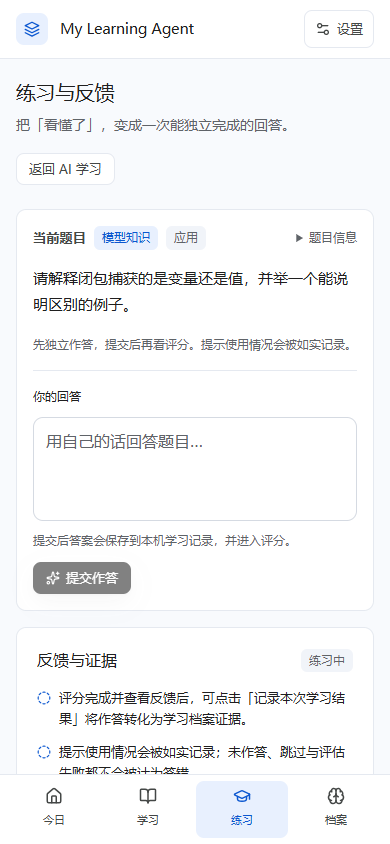 My Learning Agent
设置
练习与反馈
把「看懂了」，变成一次能独立完成的回答。
返回 AI 学习
当前题目 模型知识 应用 ▶ 题目信息
请解释闭包捕获的是变量还是值，并举一个能说
明区别的例子。
先独立作答，提交后再看评分。提示使用情况会被如实记录。
你的回答
用自己的话回答题目...
提交后答案会保存到本机学习记录，并进入评分。
提交作答
反馈与证据 练习中
评分完成并查看反馈后，可点击「记录本次学习结
果」将作答转化为学习档案证据。
提示使用情况会被如实记录；未作答、跳过与评估
失败都不会被计为答错。
今日 学习 练习 档案